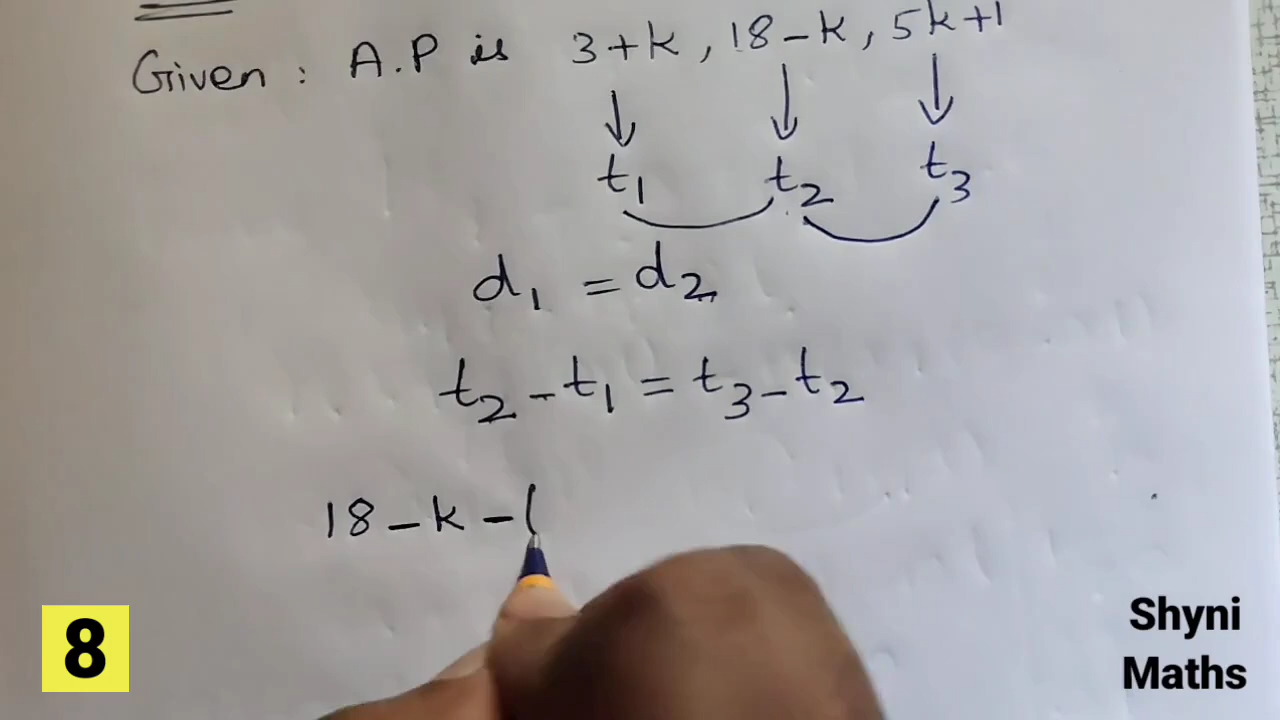 Given : A.P is 3+k, 18-k, 5k+1
↓ ↓ ↓
t₁ t₂ t₃
d₁ = d₂
t₂ - t₁ = t₃ - t₂
18 - k - (
8
Shyni
Maths